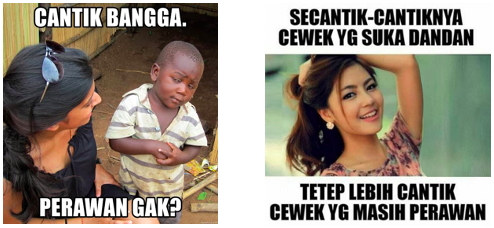 CANTIK BANGGA.
PERAWAN GAK?
SECANTIK-CANTIKNYA
CEWEK YG SUKA DANDAN
TETEP LEBIH CANTIK
CEWEK YG MASIH PERAWAN